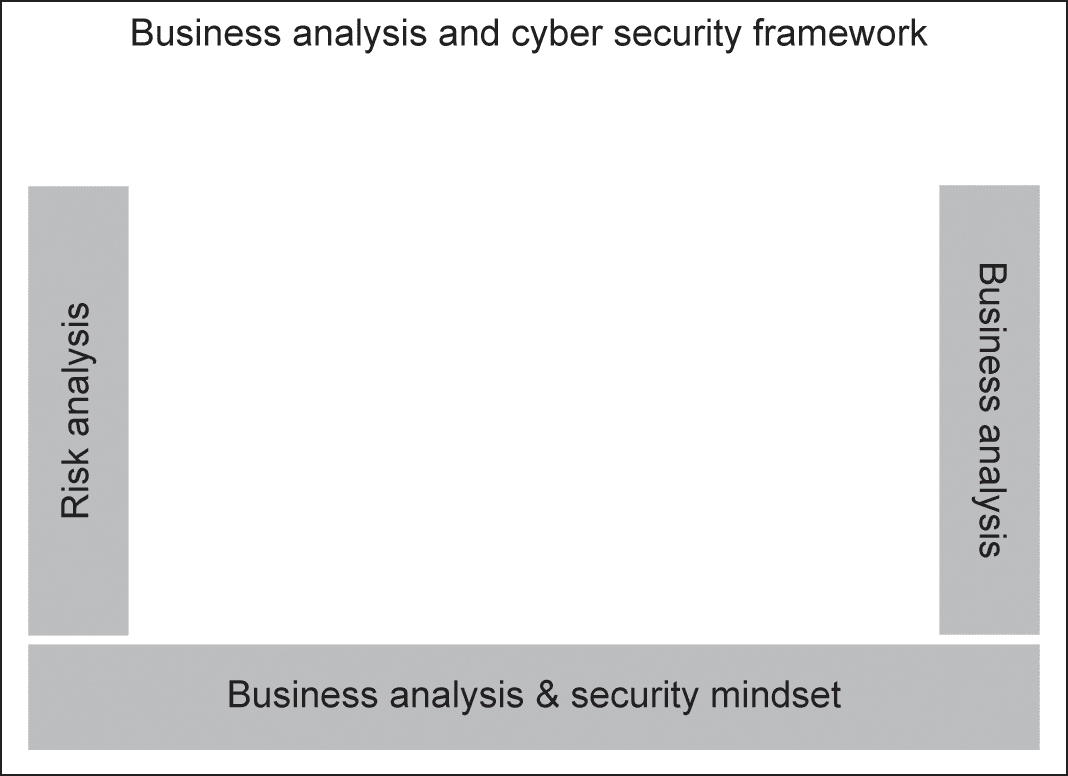 Business analysis and cyber security framework
Risk analysis
Business analysis
Business analysis & security mindset